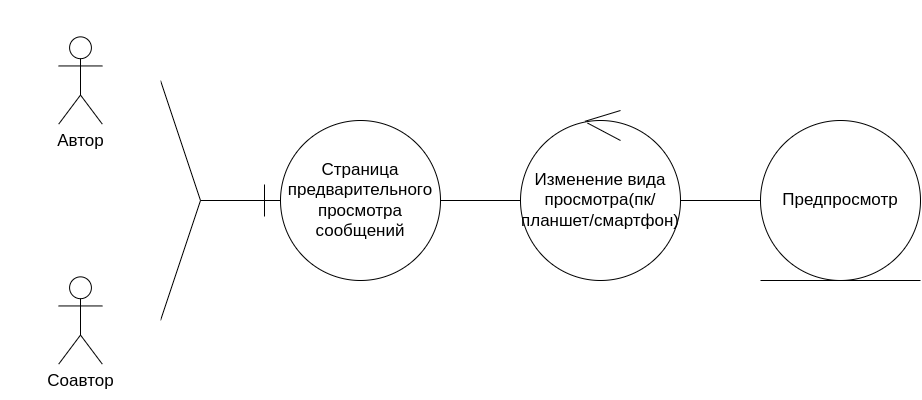 Автор
Страница
предварительного
просмотра
сообщений
Изменение вида
просмотра(пк/
планшет/смартфон)
Предпросмотр
Соавтор